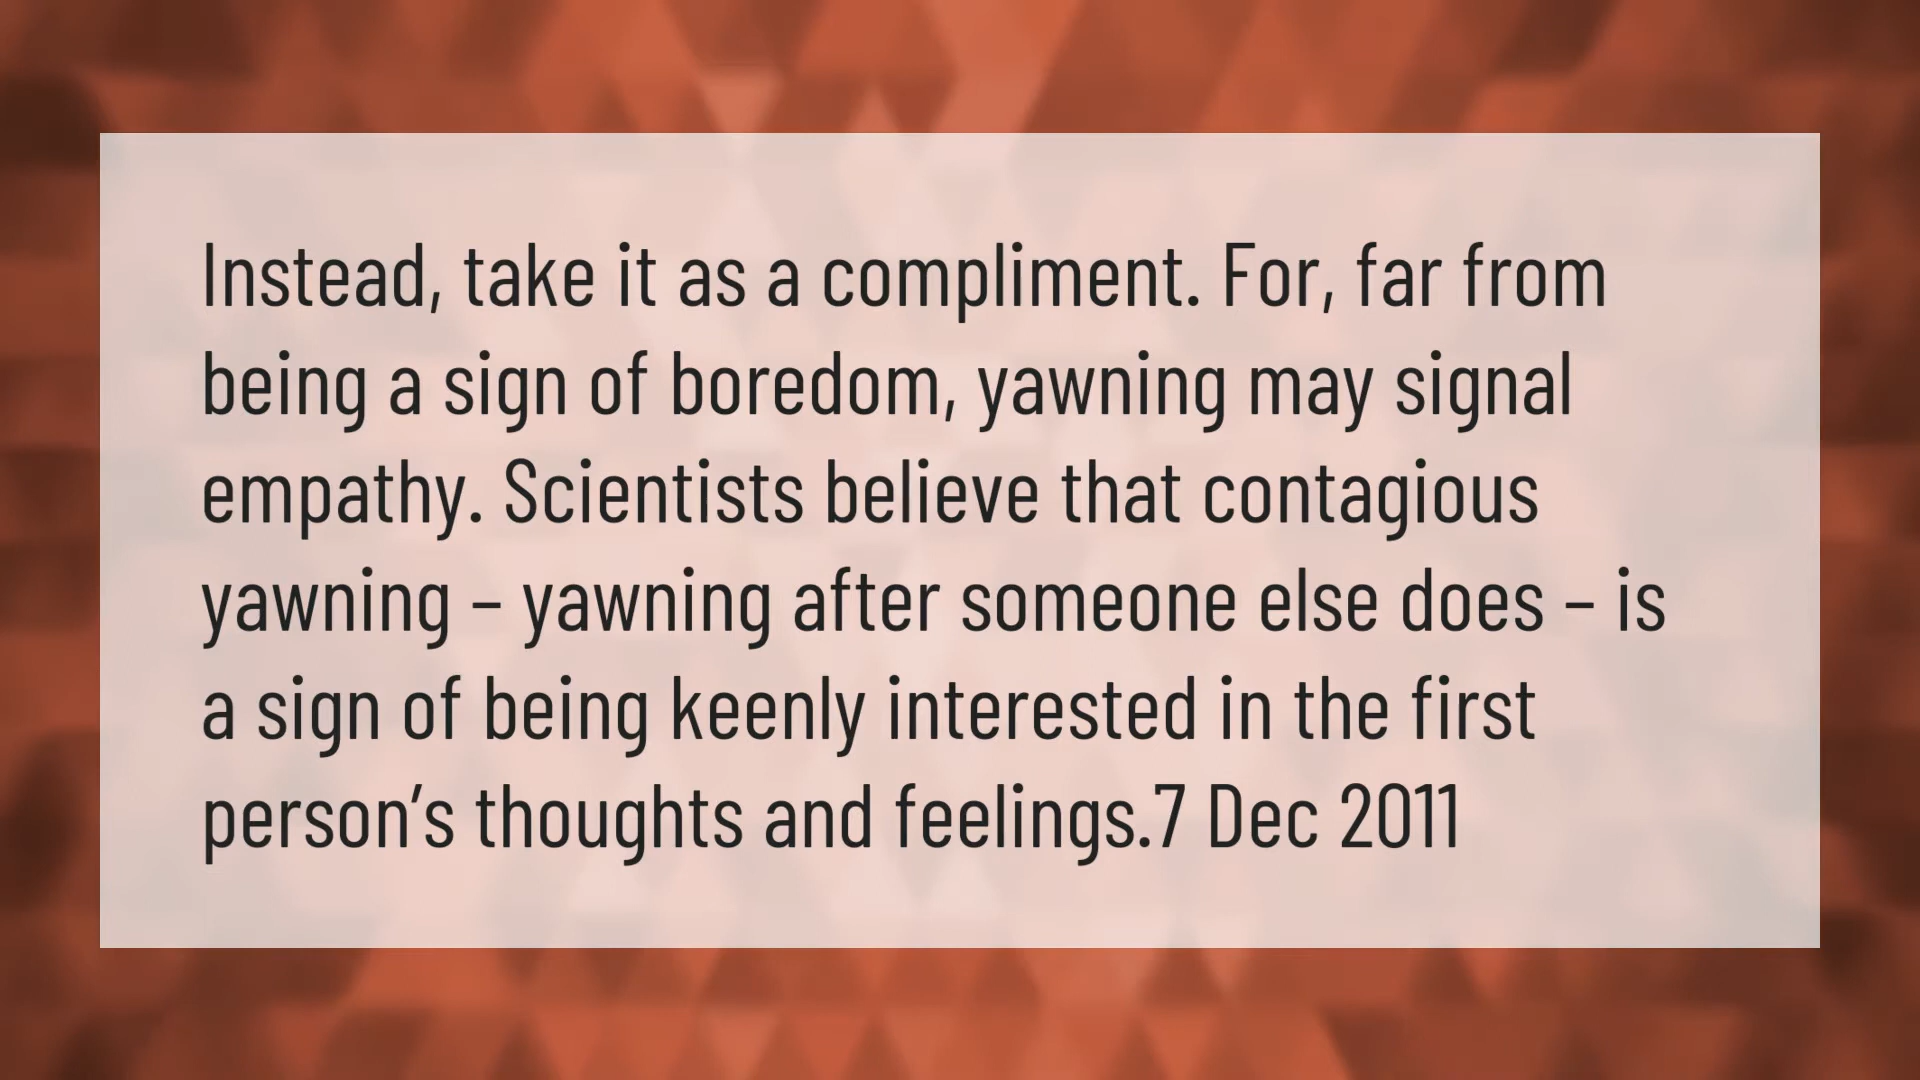 Instead, take it as a compliment. For, far from
being a sign of boredom, yawning may signal
empathy. Scientists believe that contagious
yawning – yawning after someone else does – is
a sign of being keenly interested in the first
person’s thoughts and feelings.7 Dec 2011